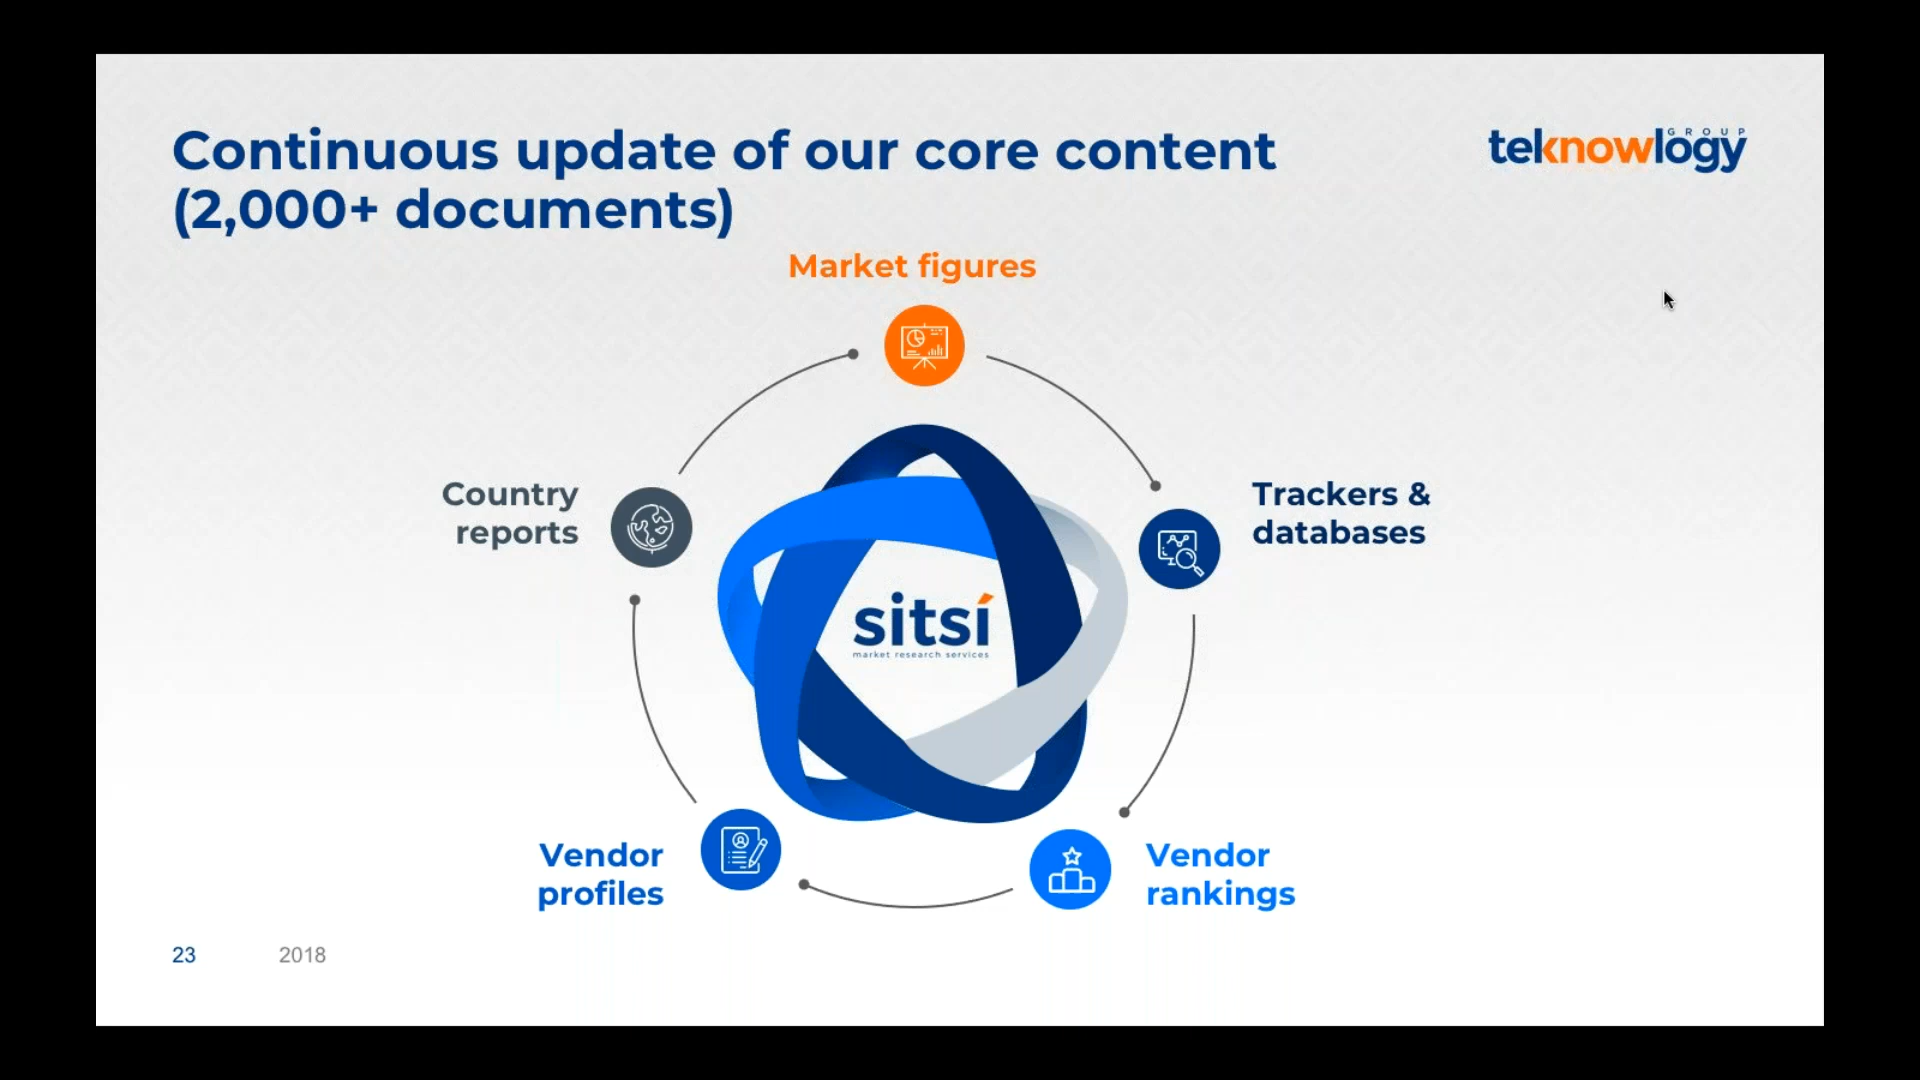 Continuous update of our core content
(2,000+ documents)
GROUP
teknowlogy
Market figures
Country
reports
Trackers &
databases
sitsí
market research services
Vendor
profiles
Vendor
rankings
23
2018